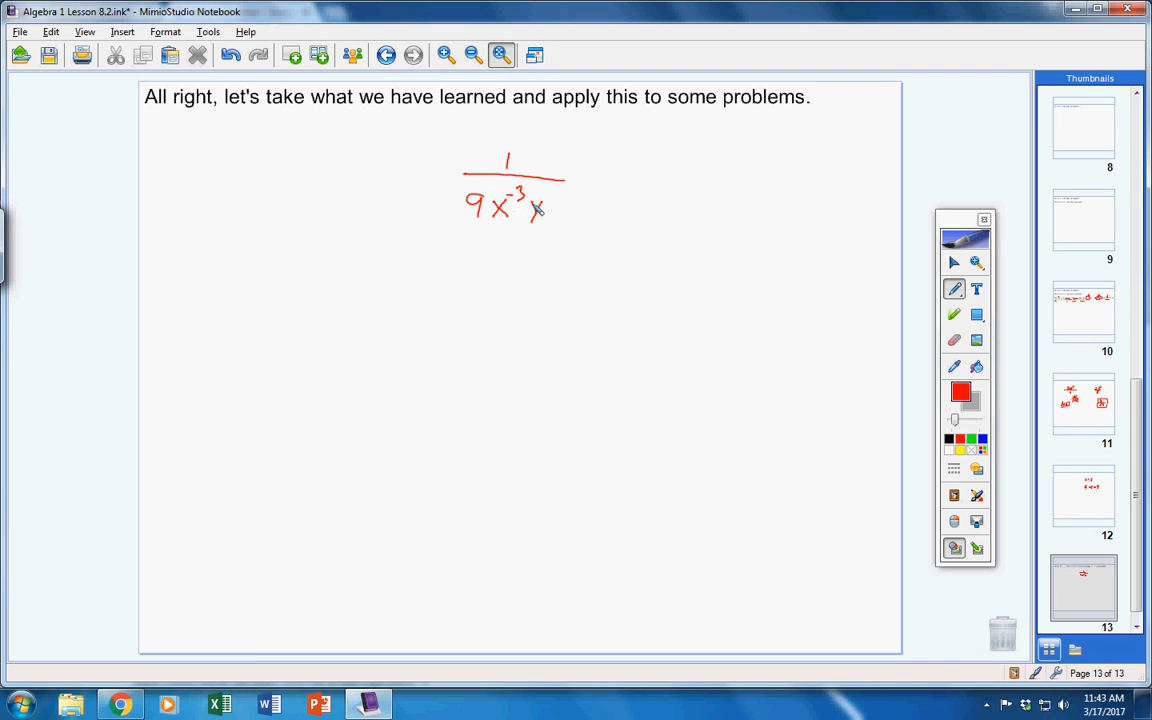 Algebra 1 Lesson 8.2.ink* - MimioStudio Notebook
File Edit View Insert Format Tools Help
All right, let's take what we have learned and apply this to some problems.
1
9x⁻³y
Thumbnails
8
9
10
11
12
13
Page 13 of 13
11:43 AM
3/17/2017